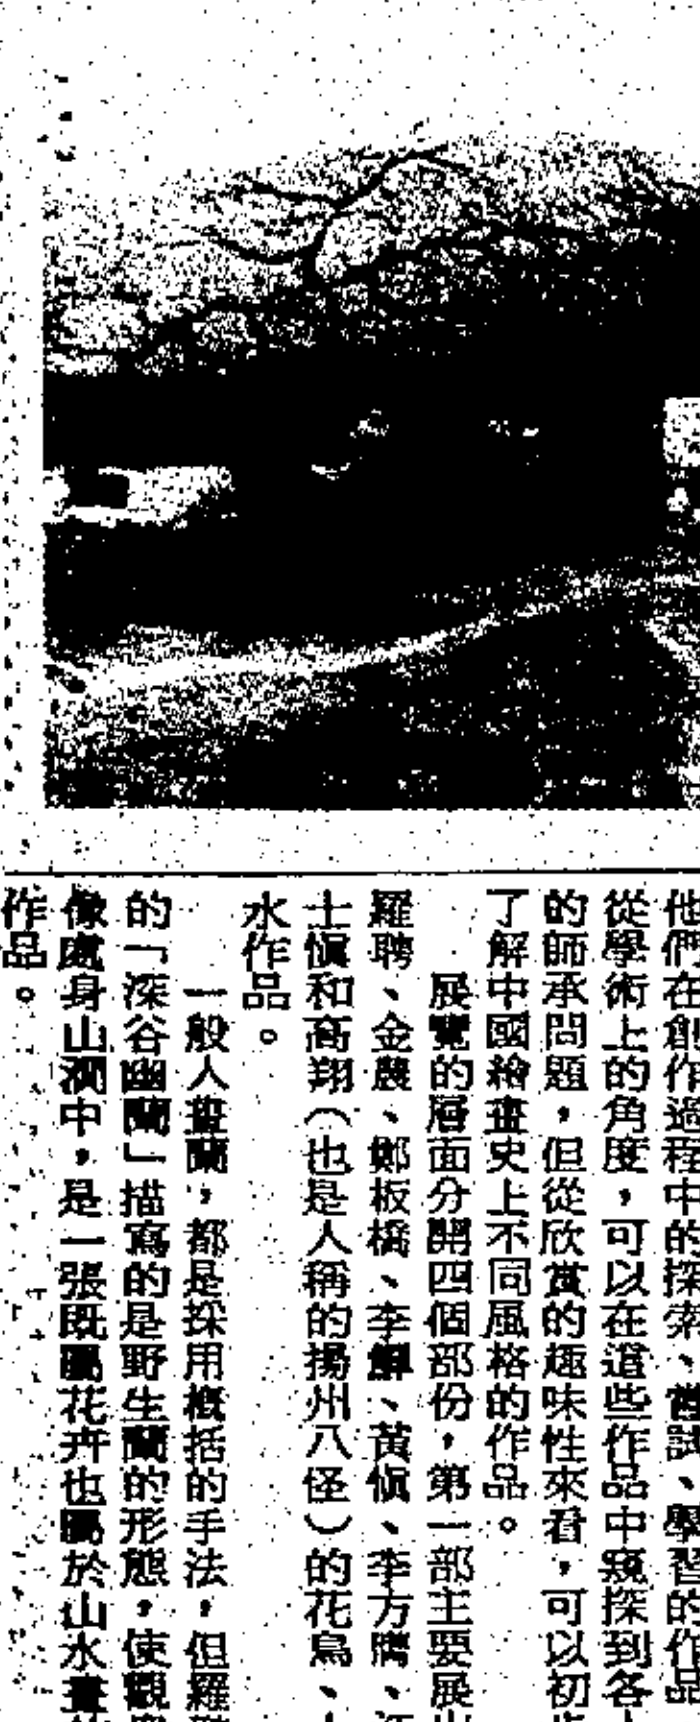 他們在創作過程中的探索、嘗試、學習的作品
從學術上的角度，可以在這些作品中窺探到各
的師承問題，但從欣賞的趣味性來看，可以初
了解中國繪畫史上不同風格的作品。
展覽的層面分開四個部份，第一部主要展出
羅聘、金農、鄭板橋、李鱓、黃慎、李方膺、汪
士慎和高翔（也是人稱的揚州八怪）的花鳥、
水作品。
一般人畫蘭，都是採用概括的手法，但羅聘
的「深谷幽蘭」描寫的是野生蘭的形態，使觀
像處身山澗中，是一張既屬花卉也屬於山水畫
作品。